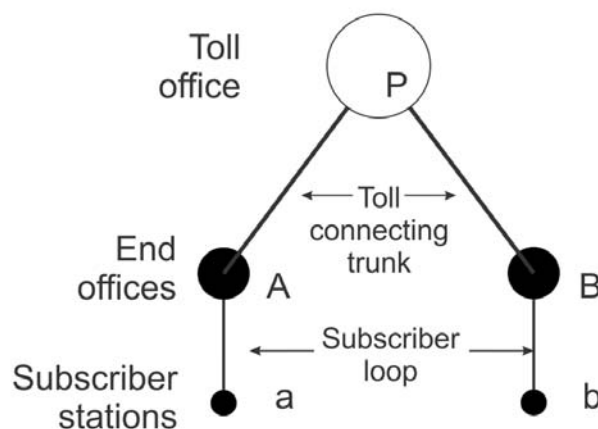 Toll
office
P
Toll
connecting
trunk
End
offices
A
B
Subscriber
loop
Subscriber
stations
a
b